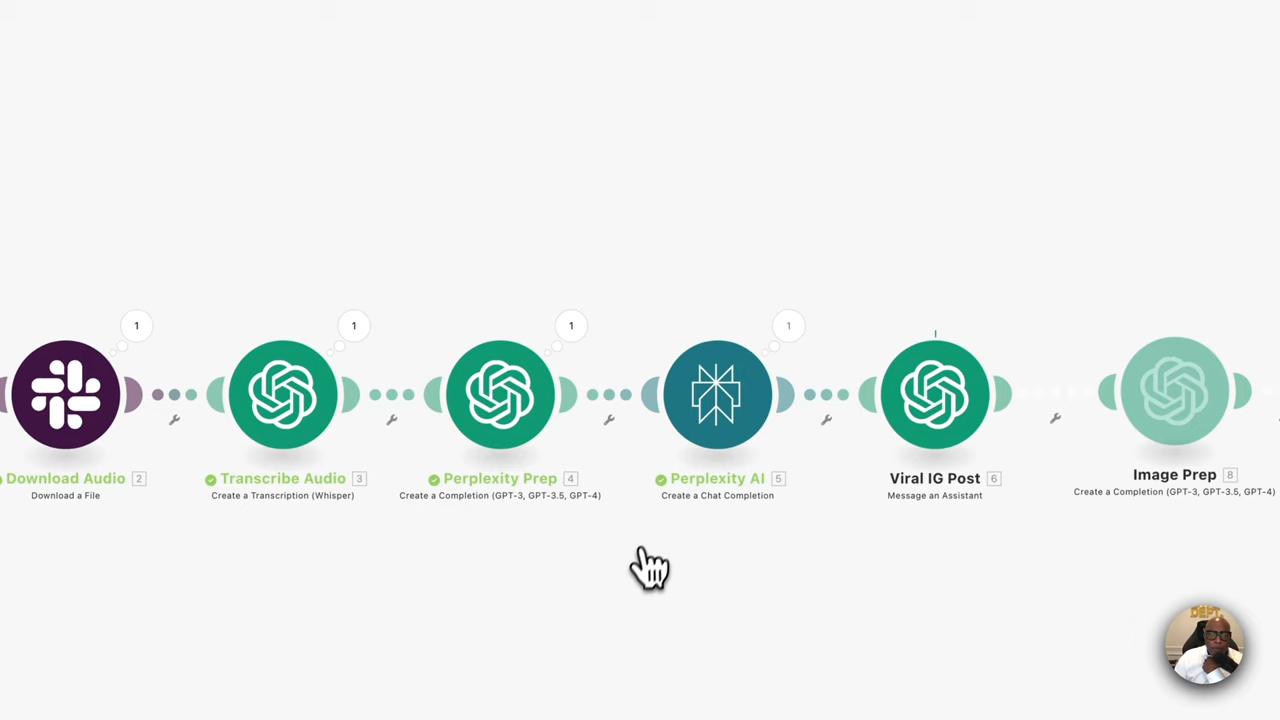 1
1
1
1
Download Audio 2
Download a File
Transcribe Audio 3
Create a Transcription (Whisper)
Perplexity Prep 4
Create a Completion (GPT-3, GPT-3.5, GPT-4)
Perplexity AI 5
Create a Chat Completion
Viral IG Post 6
Message an Assistant
Image Prep 8
Create a Completion (GPT-3, GPT-3.5, GPT-4)
DEPT.